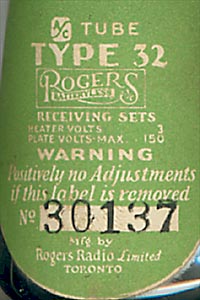 V/C TUBE
TYPE 32
ROGERS
BATTERYLESS
RECEIVING SETS
HEATER VOLTS 3
PLATE VOLTS-MAX. · 150
WARNING
Positively no Adjustments
if this label is removed
No 30137
Mfg by
Rogers Radio Limited
TORONTO